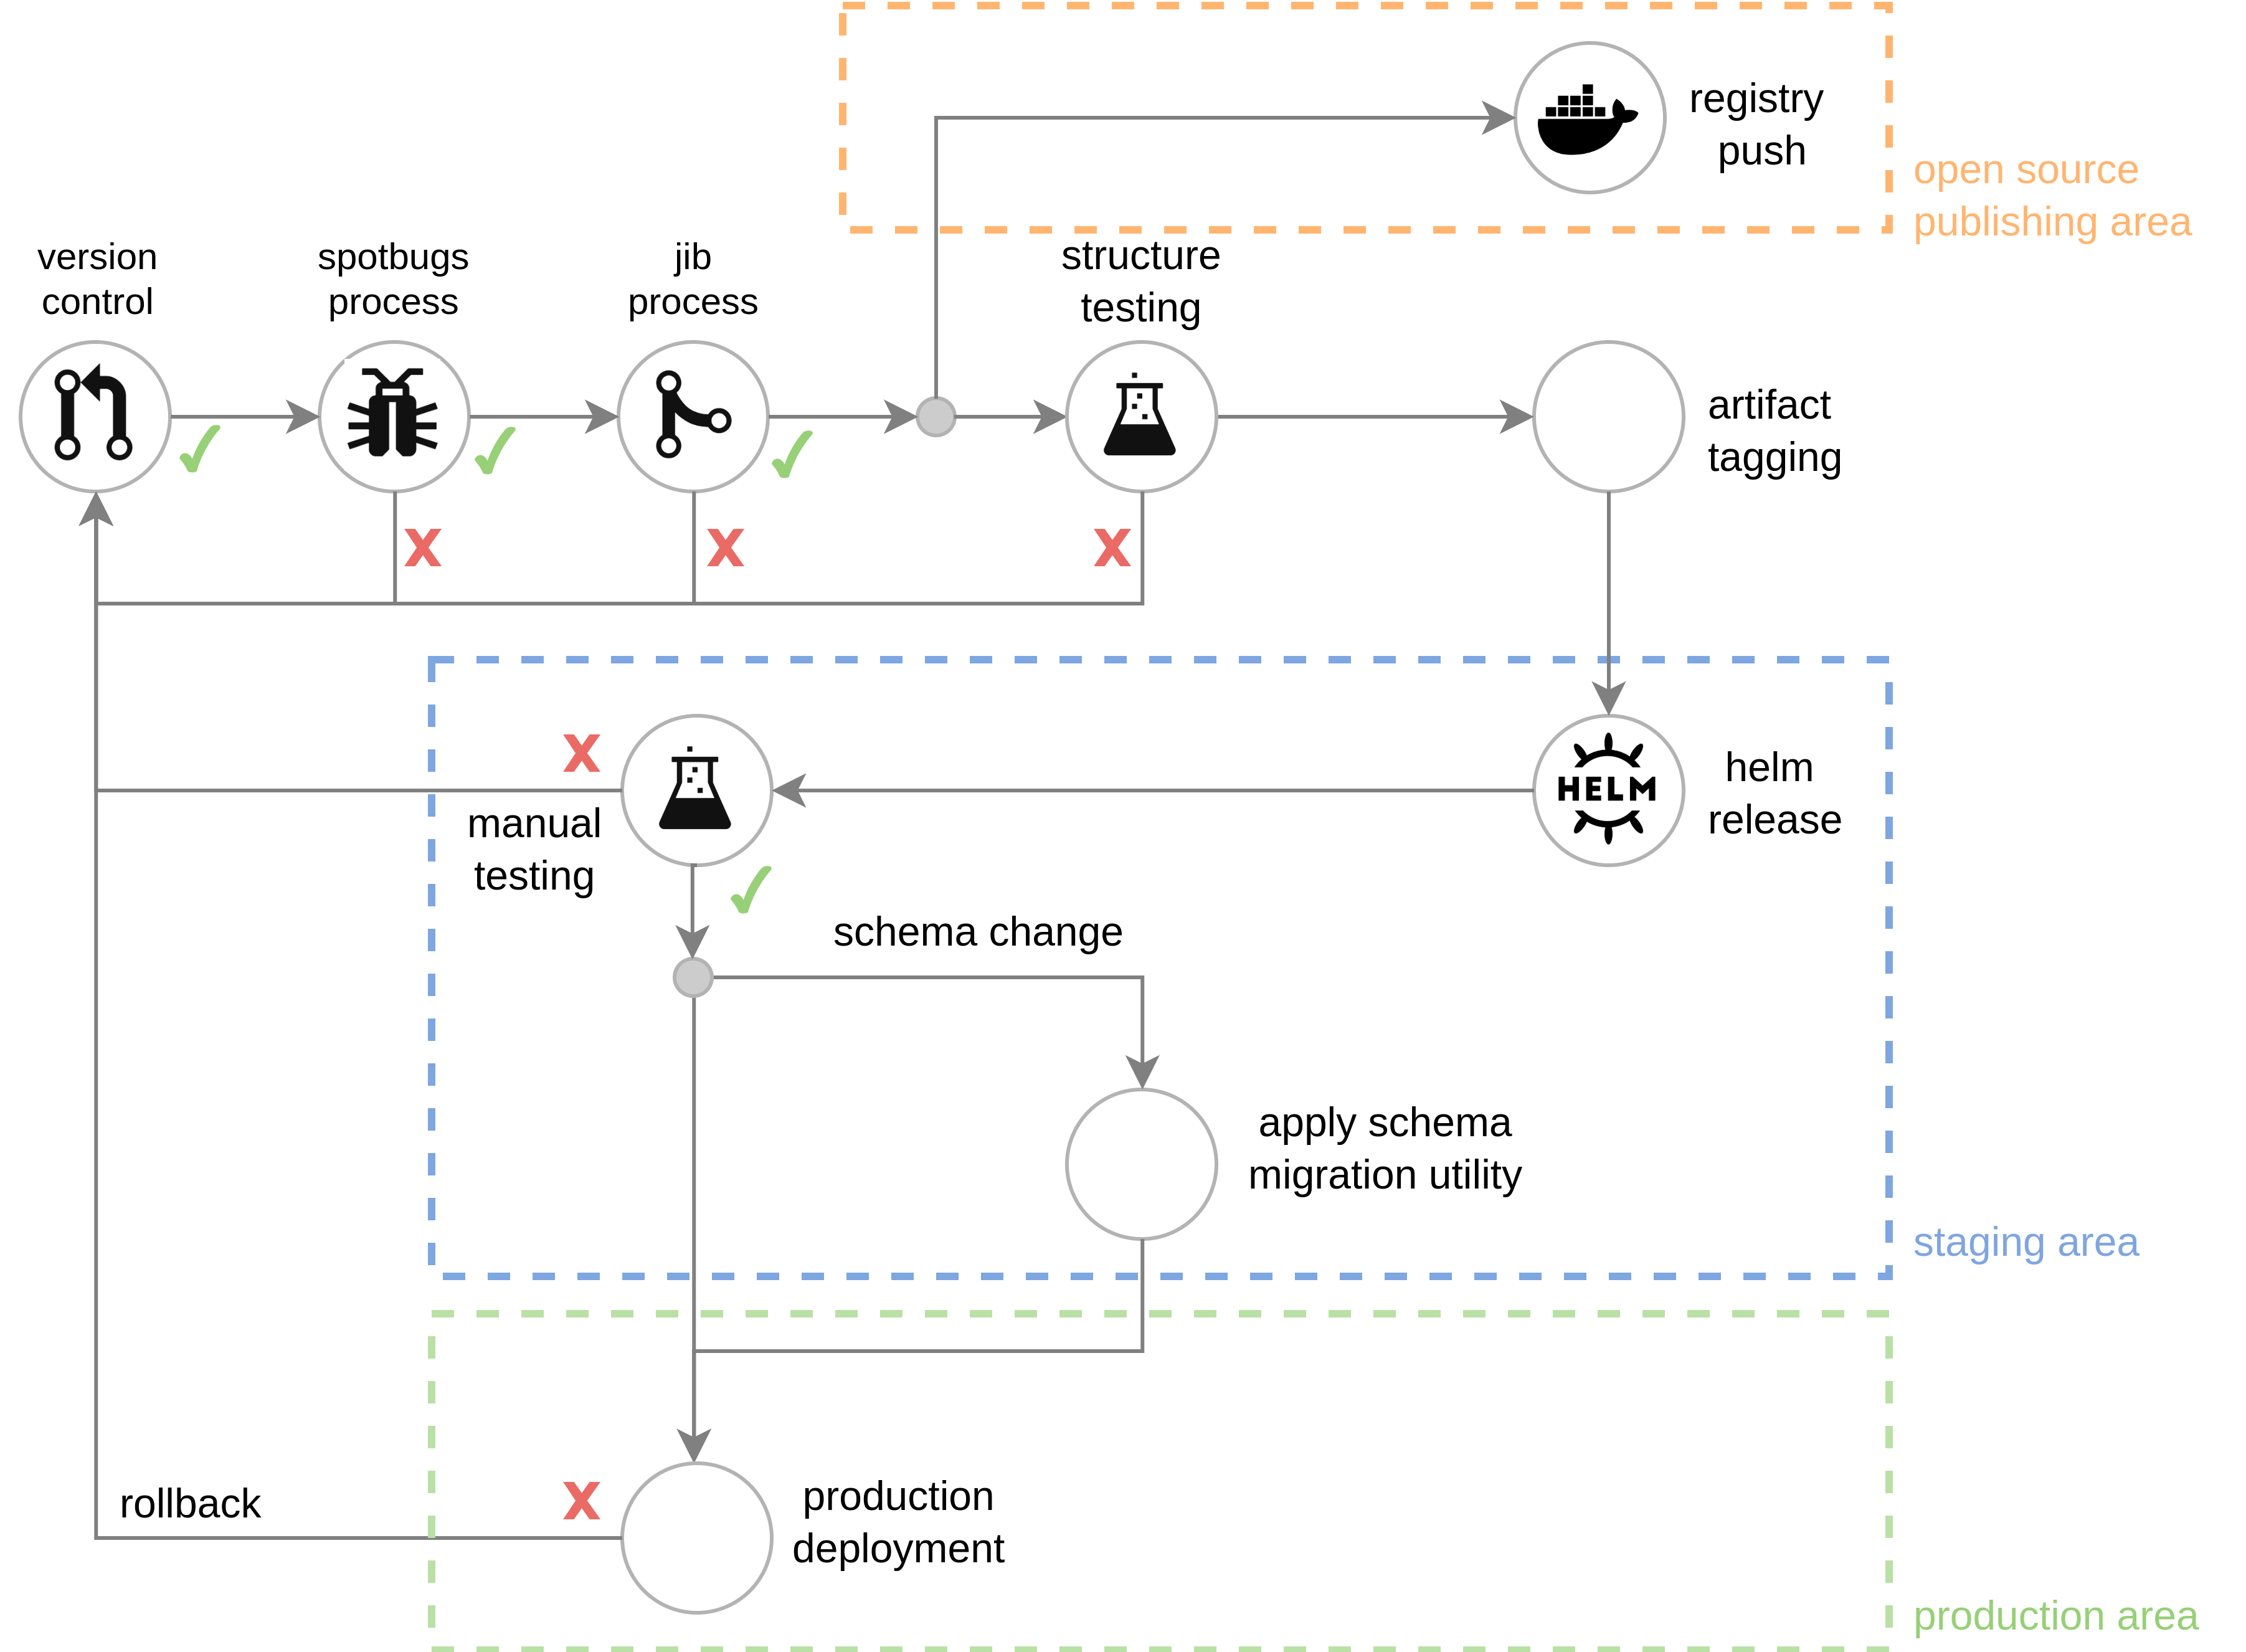 registry
push
open source
publishing area
version
control
spotbugs
process
jib
process
structure
testing
artifact
tagging
x
x
x
x
manual
testing
HELM
helm
release
schema change
apply schema
migration utility
staging area
rollback
x
production
deployment
production area